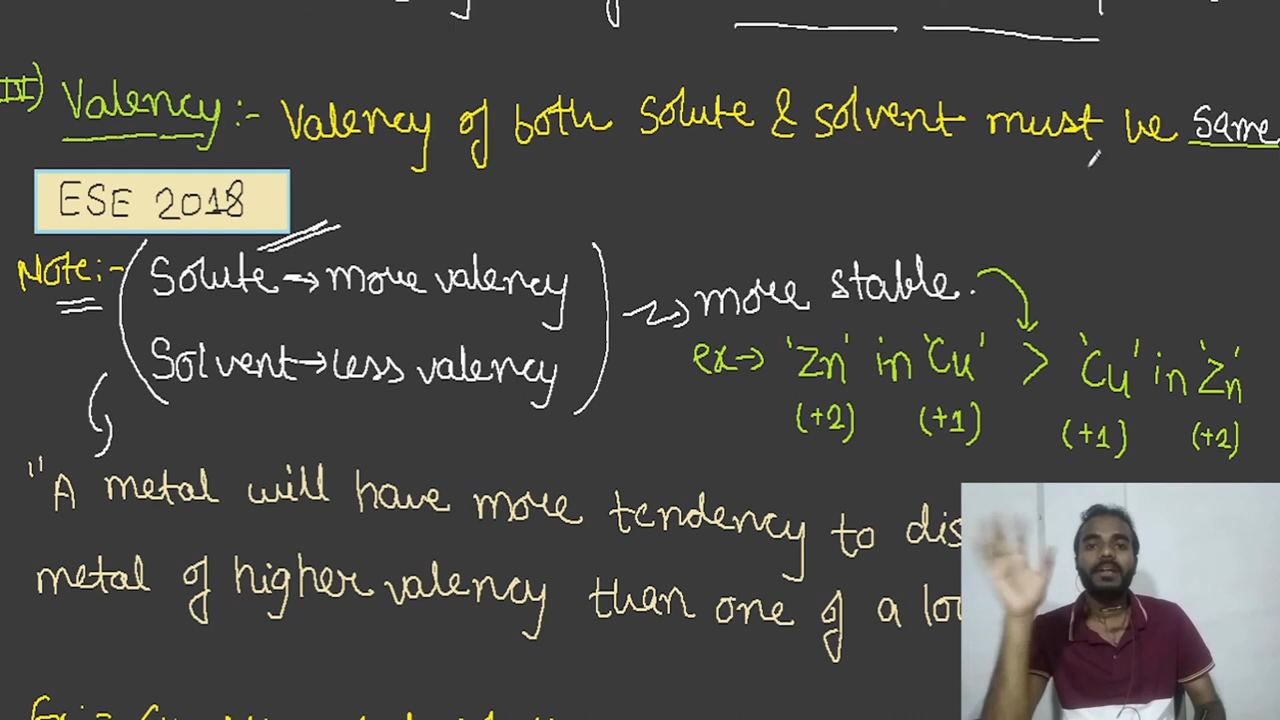 IV) Valency :- Valency of both solute & solvent must be same
ESE 2018
Note:- (Solute → more valency
Solvent → less valency)
→ more stable.
ex → 'Zn' in 'Cu' > 'Cu' in 'Zn'
(+2) (+1) (+1) (+2)
"A metal will have more tendency to dis
metal of higher valency than one of a lo
Ex :-